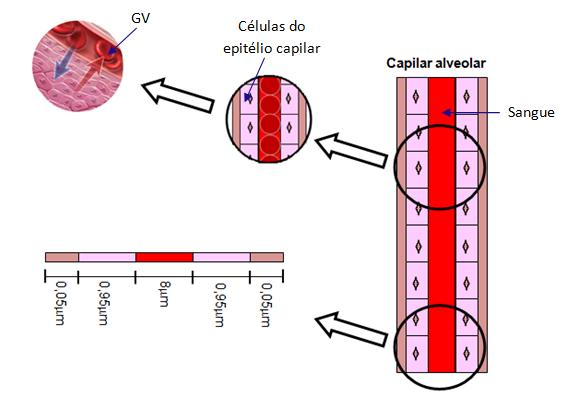 GV
Células do
epitélio capilar
Capilar alveolar
Sangue
0,05µm
0,95µm
8µm
0,95µm
0,05µm